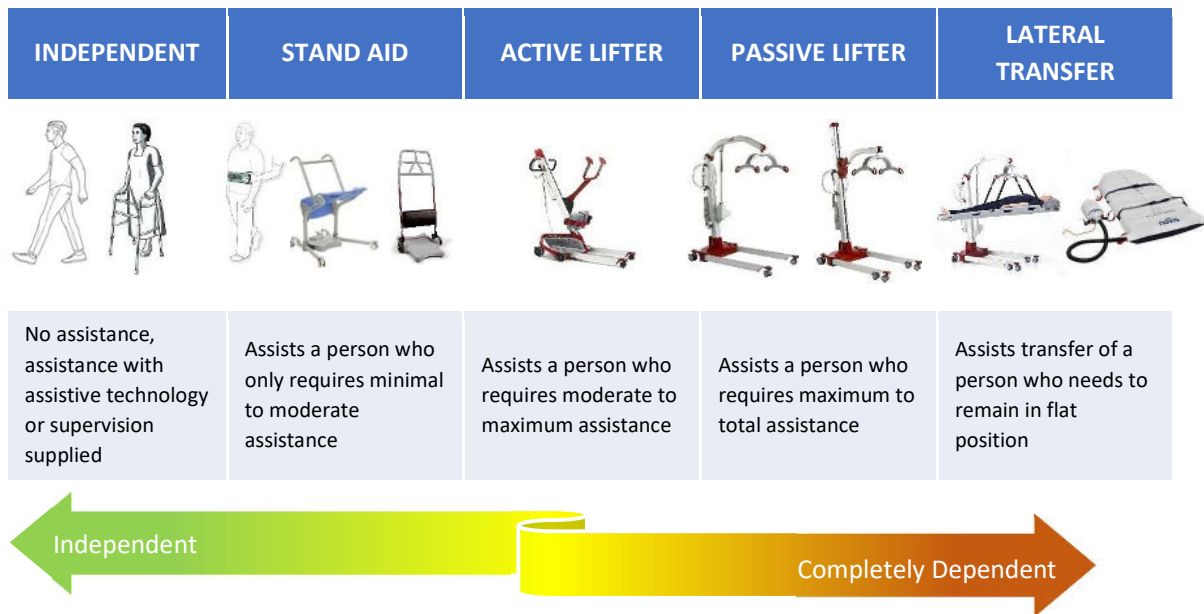 INDEPENDENT
STAND AID
ACTIVE LIFTER
PASSIVE LIFTER
LATERAL
TRANSFER
No assistance,
assistance with
assistive technology
or supervision
supplied
Assists a person who
only requires minimal
to moderate
assistance
Assists a person who
requires moderate to
maximum assistance
Assists a person who
requires maximum to
total assistance
Assists transfer of a
person who needs to
remain in flat
position
Independent
Completely Dependent